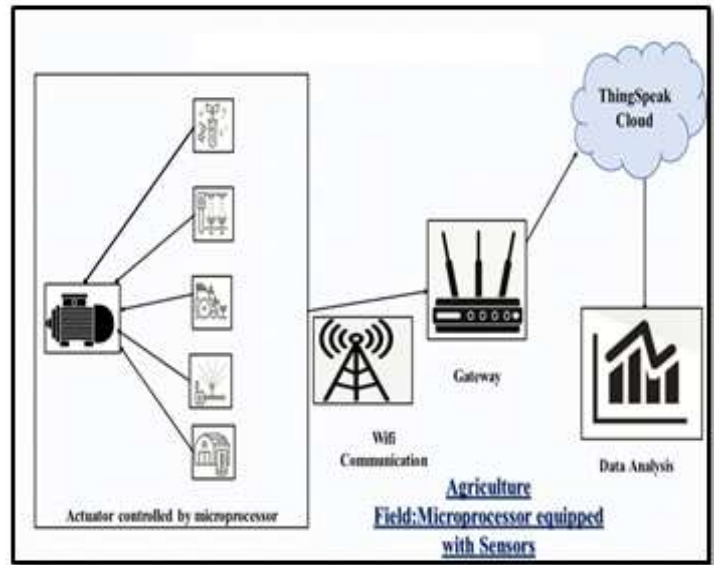 ThingSpeak
Cloud
Gateway
Wifi
Communication
Data Analysis
Actuator controlled by microprocessor
Agriculture
Field:Microprocessor equipped
with Sensors